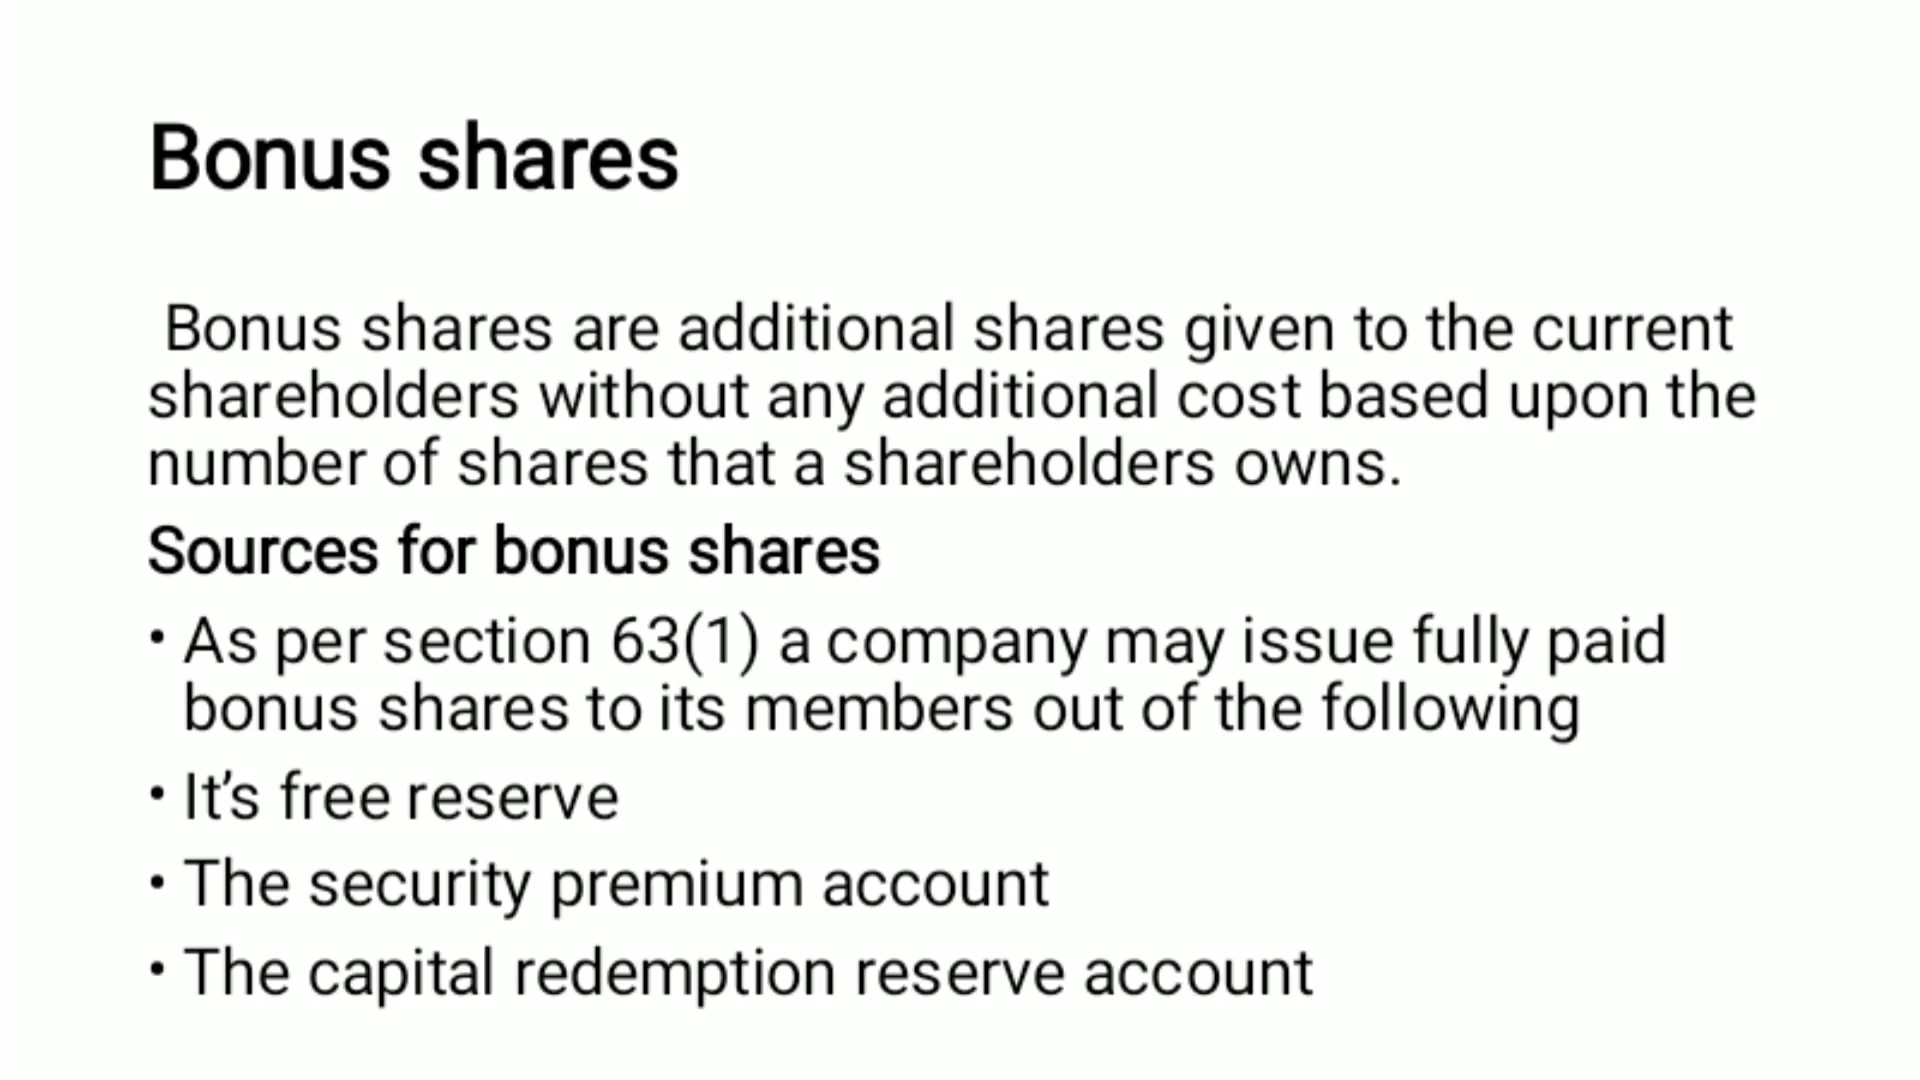 Bonus shares
Bonus shares are additional shares given to the current
shareholders without any additional cost based upon the
number of shares that a shareholders owns.
Sources for bonus shares
• As per section 63(1) a company may issue fully paid
bonus shares to its members out of the following
• It’s free reserve
• The security premium account
• The capital redemption reserve account